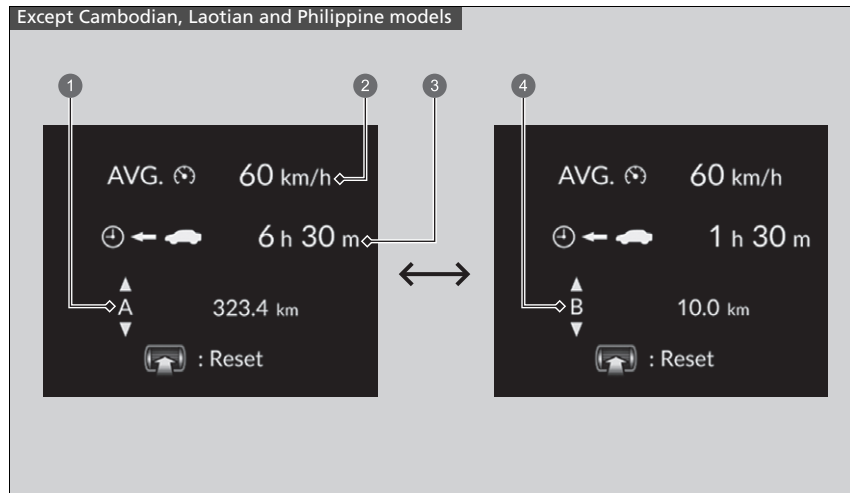 Except Cambodian, Laotian and Philippine models
1 2 3 4
AVG. 60 km/h
6 h 30 m
A 323.4 km
: Reset
AVG. 60 km/h
1 h 30 m
B 10.0 km
: Reset